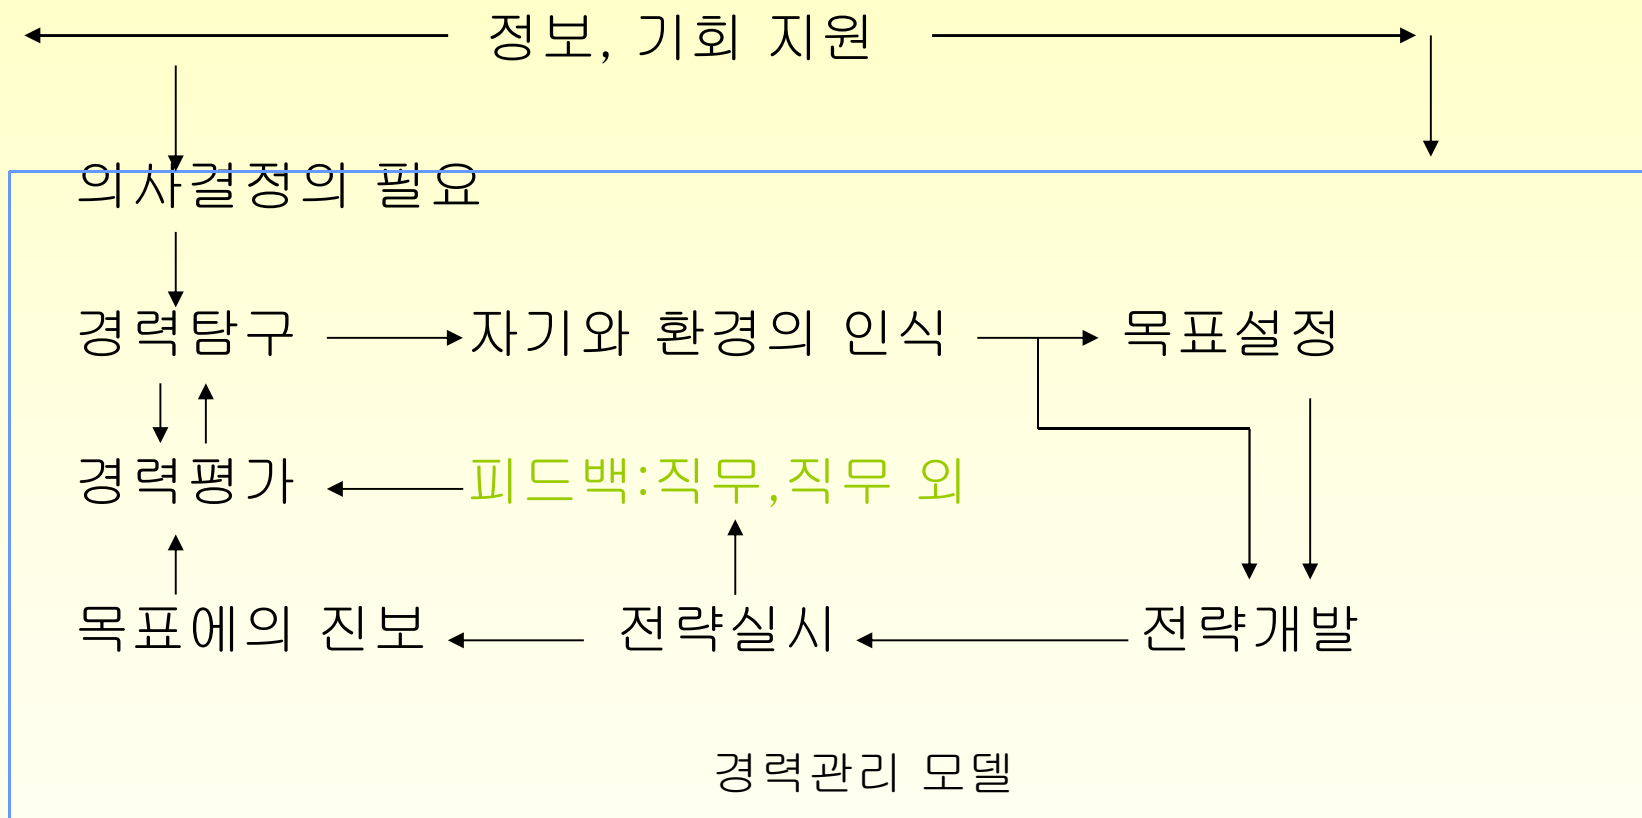 정보, 기회 지원
의사결정의 필요
경력탐구 자기와 환경의 인식 목표설정
경력평가 피드백:직무,직무 외
목표에의 진보 전략실시 전략개발
경력관리 모델